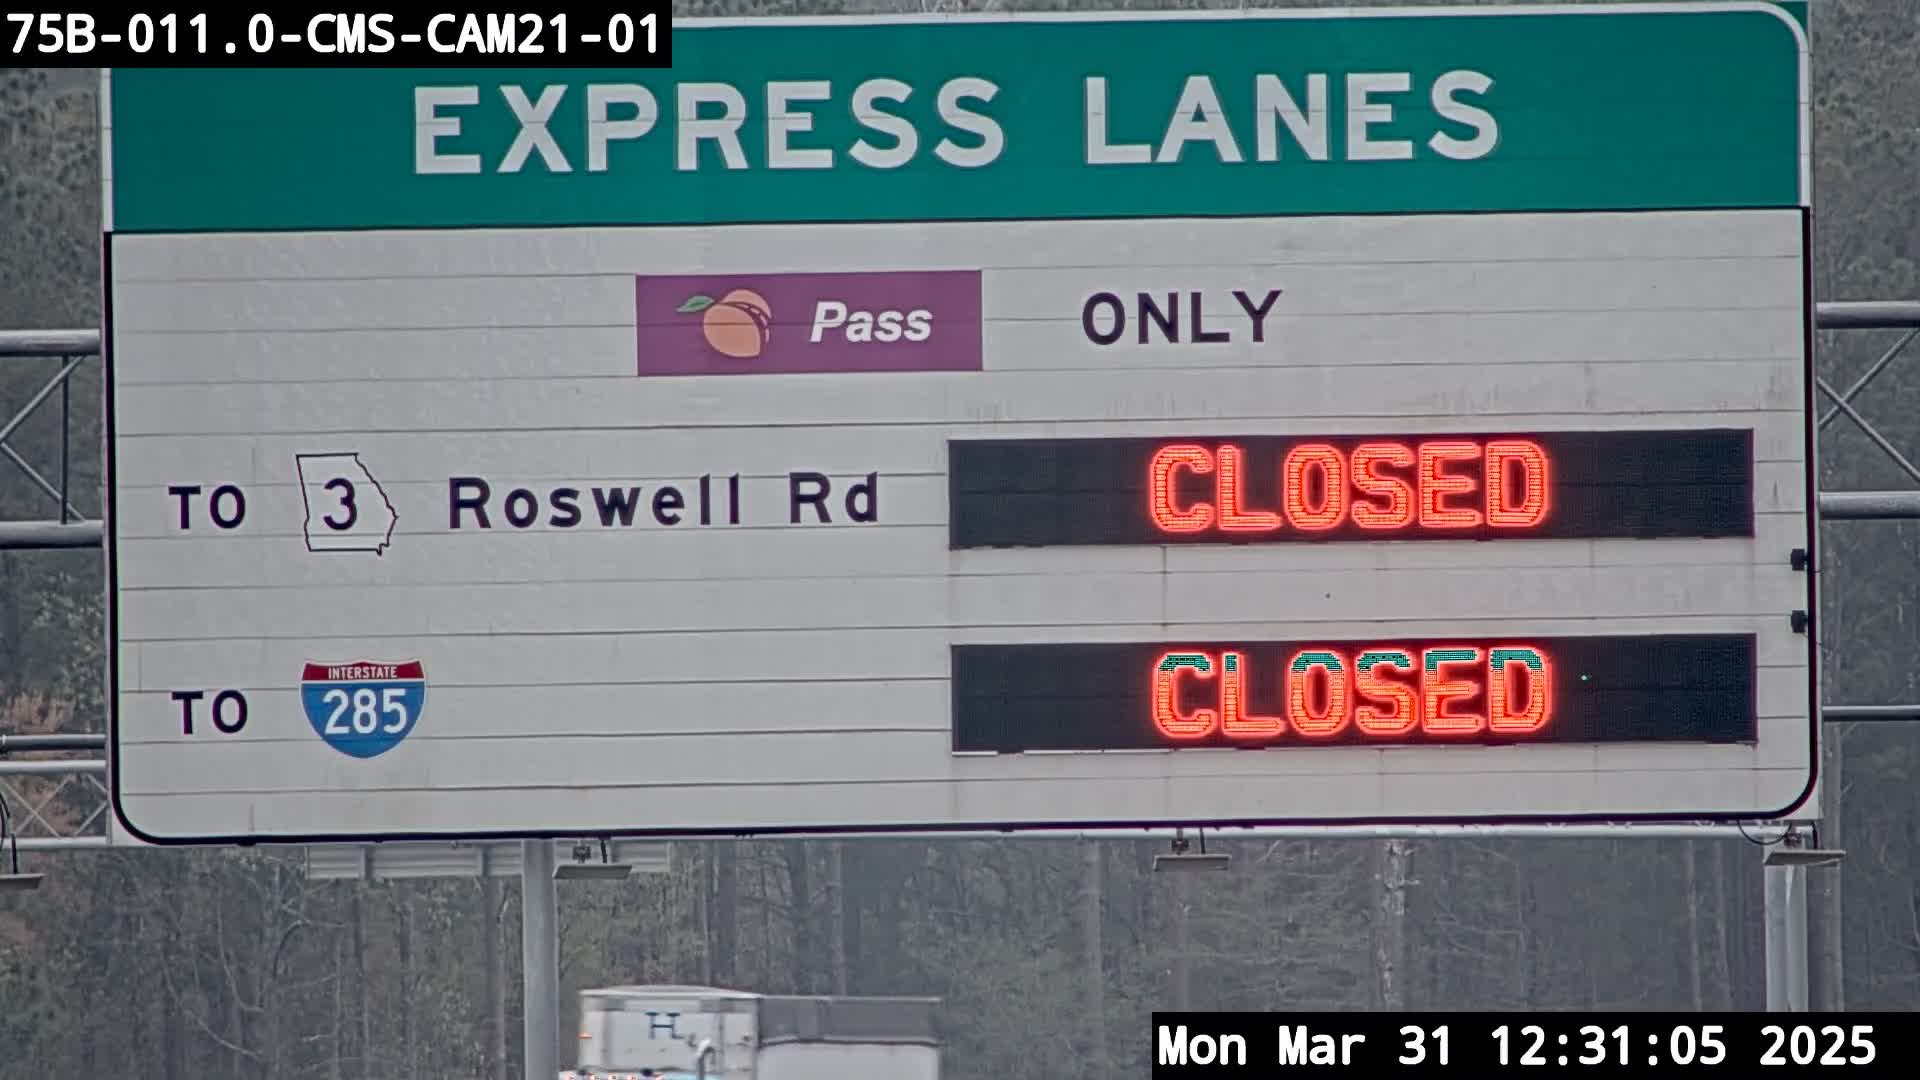 75B-011.0-CMS-CAM21-01
EXPRESS LANES
Pass ONLY
TO 3 Roswell Rd CLOSED
TO INTERSTATE 285 CLOSED
H
Mon Mar 31 12:31:05 2025